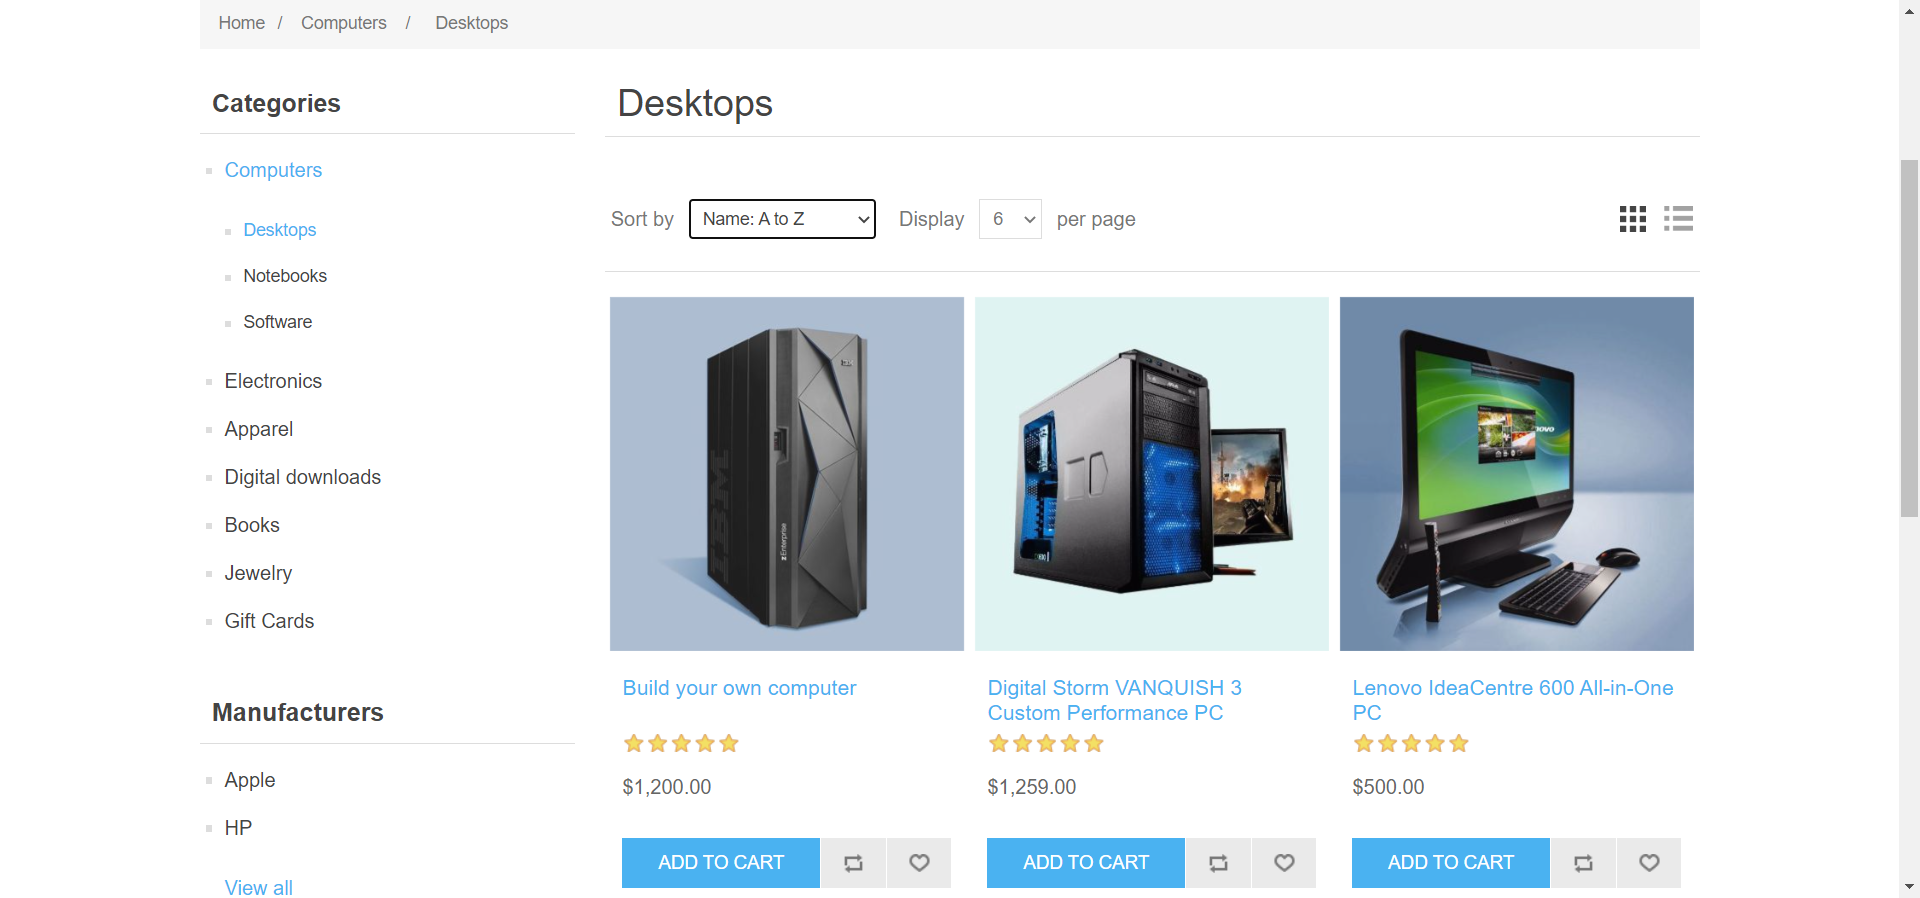 Home / Computers / Desktops
Categories
Computers
Desktops
Notebooks
Software
Electronics
Apparel
Digital downloads
Books
Jewelry
Gift Cards
Manufacturers
Apple
HP
View all
Desktops
Sort by Name: A to Z Display 6 per page
IBM
zEnterprise
Build your own computer
$1,200.00
ADD TO CART
Digital Storm VANQUISH 3
Custom Performance PC
$1,259.00
ADD TO CART
Lenovo IdeaCentre 600 All-in-One
PC
$500.00
ADD TO CART